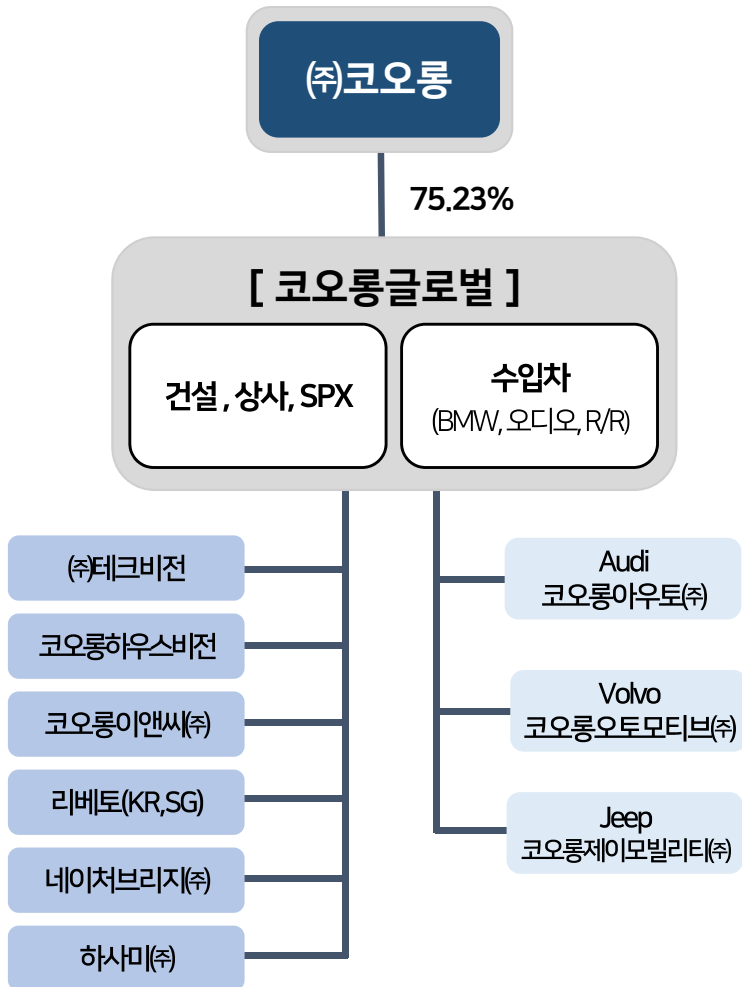 ㈜코오롱
75.23%
[ 코오롱글로벌 ]
건설 , 상사, SPX
수입차
(BMW, 오디오, R/R)
㈜테크비전
코오롱하우스비전
코오롱이앤씨㈜
리베토(KR,SG)
네이처브리지㈜
하사미㈜
Audi
코오롱아우토㈜
Volvo
코오롱오토모티브㈜
Jeep
코오롱제이모빌리티㈜